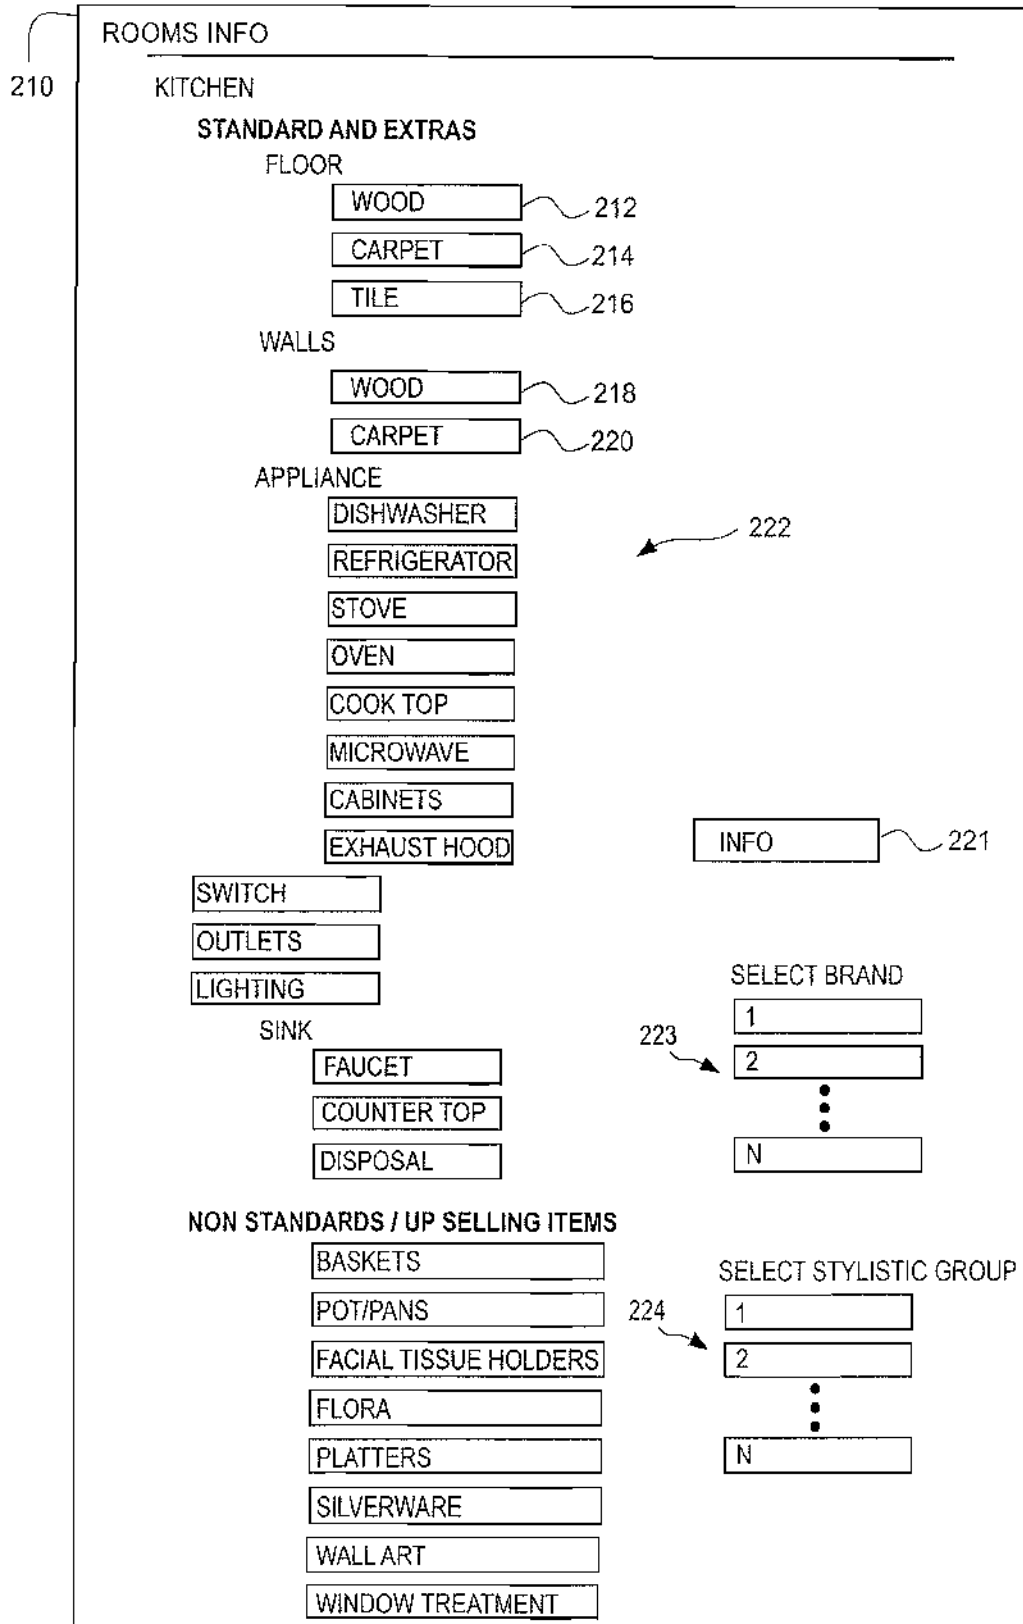 ROOMS INFO
210
KITCHEN
STANDARD AND EXTRAS
FLOOR
WOOD 212
CARPET 214
TILE 216
WALLS
WOOD 218
CARPET 220
APPLIANCE
DISHWASHER
222
REFRIGERATOR
STOVE
OVEN
COOK TOP
MICROWAVE
CABINETS
EXHAUST HOOD
INFO 221
SWITCH
OUTLETS
LIGHTING
SINK
FAUCET
COUNTER TOP
DISPOSAL
SELECT BRAND
223
1
2
N
NON STANDARDS / UP SELLING ITEMS
BASKETS
POT/PANS
FACIAL TISSUE HOLDERS
FLORA
PLATTERS
SILVERWARE
WALL ART
WINDOW TREATMENT
SELECT STYLISTIC GROUP
224
1
2
N